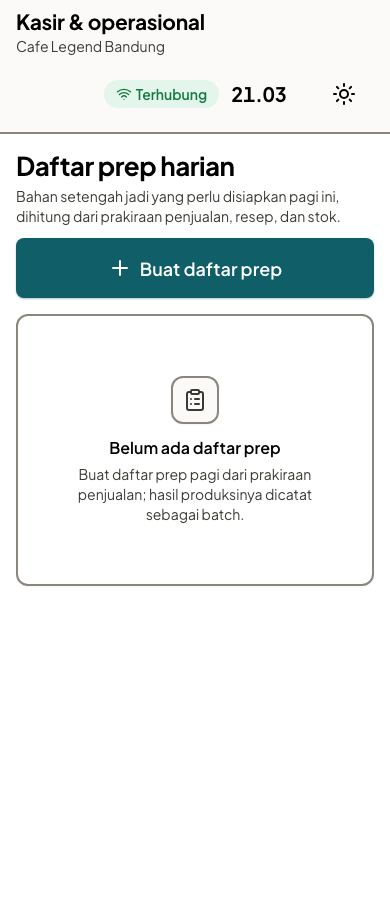 Kasir & operasional
Cafe Legend Bandung
Terhubung
21.03
Daftar prep harian
Bahan setengah jadi yang perlu disiapkan pagi ini,
dihitung dari prakiraan penjualan, resep, dan stok.
Buat daftar prep
Belum ada daftar prep
Buat daftar prep pagi dari prakiraan
penjualan; hasil produksinya dicatat
sebagai batch.